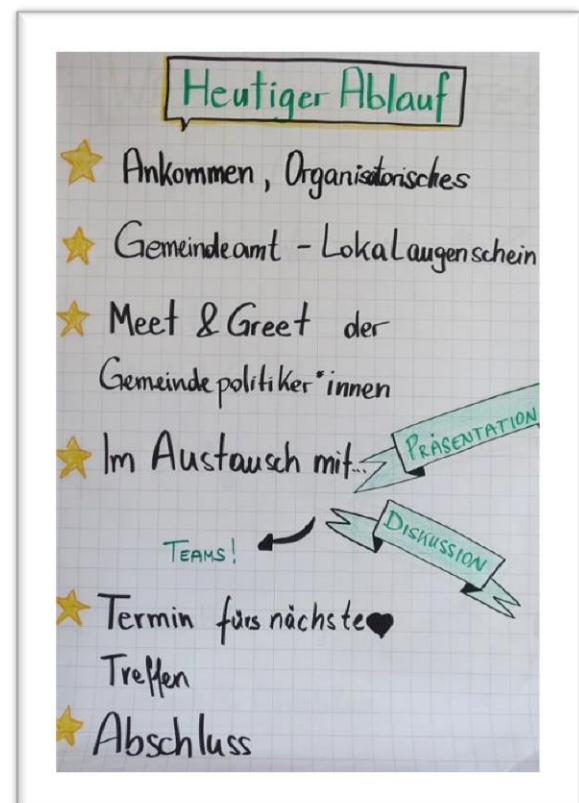 Heutiger Ablauf
Ankommen, Organisatorisches
Gemeindeamt - Lokalaugenschein
Meet & Greet der
Gemeindepolitiker*innen
Im Austausch mit...
PRÄSENTATION
DISKUSSION
TEAMS!
Termin fürs nächste
Treffen
Abschluss